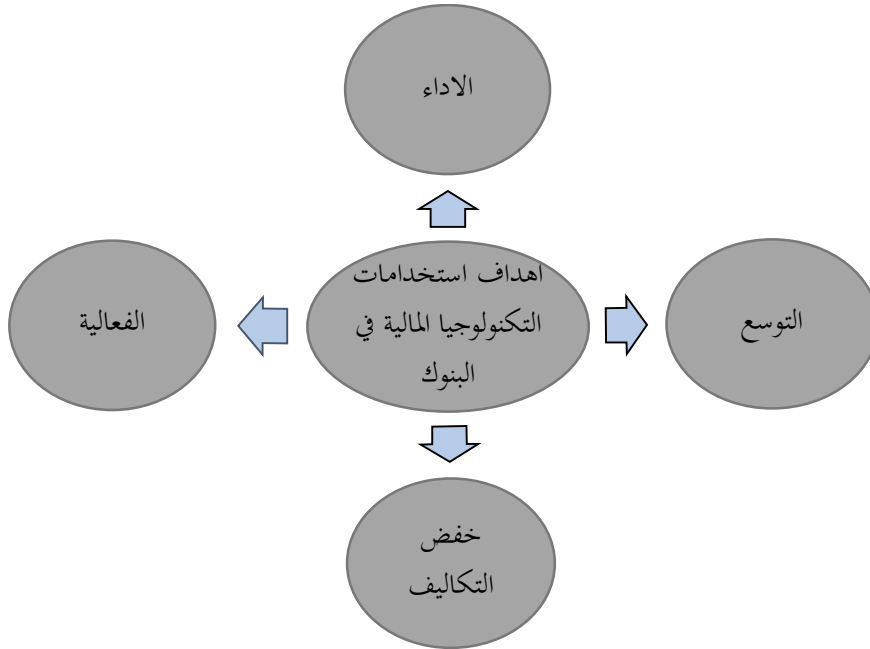 الاداء
اهداف استخدامات
التكنولوجيا المالية في
البنوك
التوسع
الفعالية
خفض
التكاليف